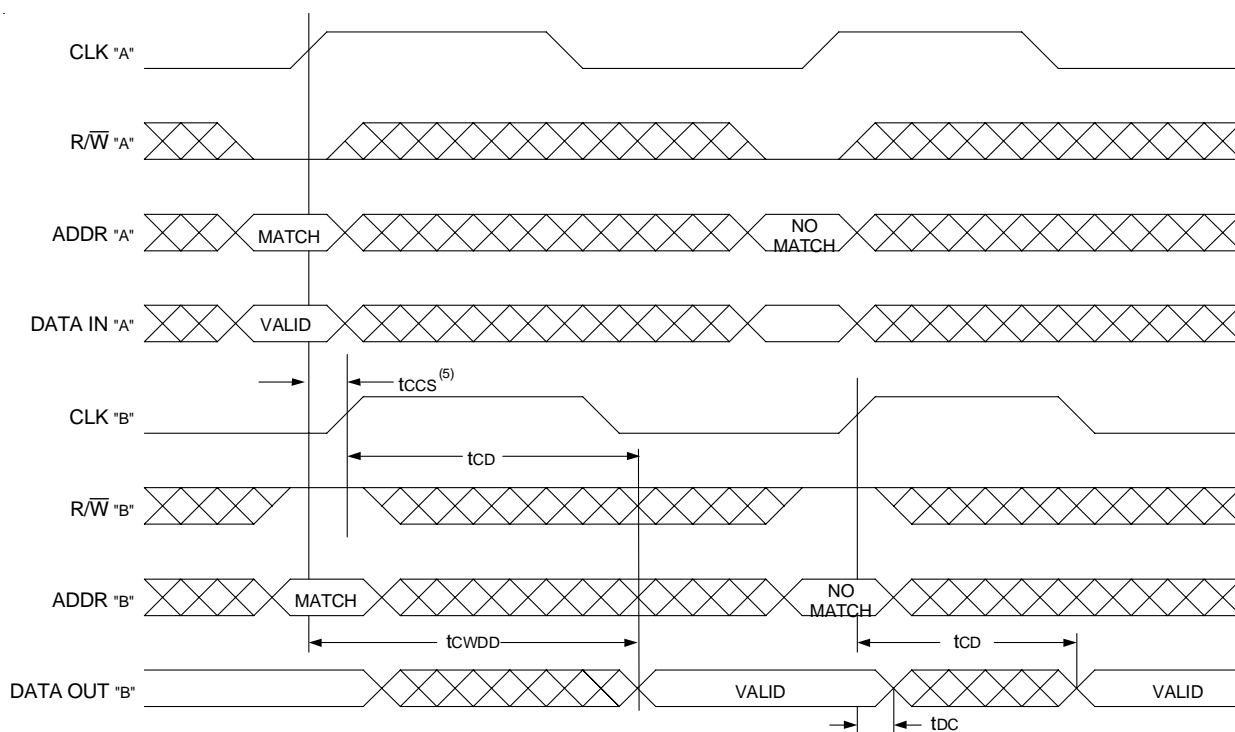 CLK "A"
R/W̅ "A"
ADDR "A"
MATCH
NO
MATCH
DATA IN "A"
VALID
tCCS(5)
CLK "B"
tCD
R/W̅ "B"
ADDR "B"
MATCH
NO
MATCH
tCWDD
tCD
DATA OUT "B"
VALID
VALID
tDC